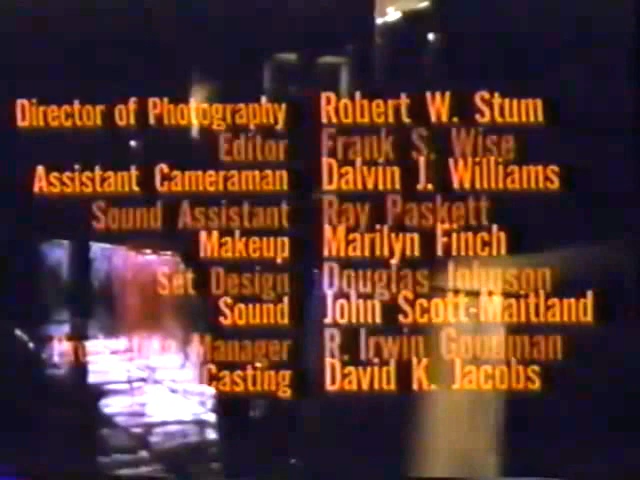 Director of Photography Robert W. Stum
Editor Frank S. Wise
Assistant Cameraman Dalvin J. Williams
Sound Assistant Ray Paskett
Makeup Marilyn Finch
Set Design Douglas Johnson
Sound John Scott-Maitland
Production Manager R. Irwin Goodman
Casting David K. Jacobs